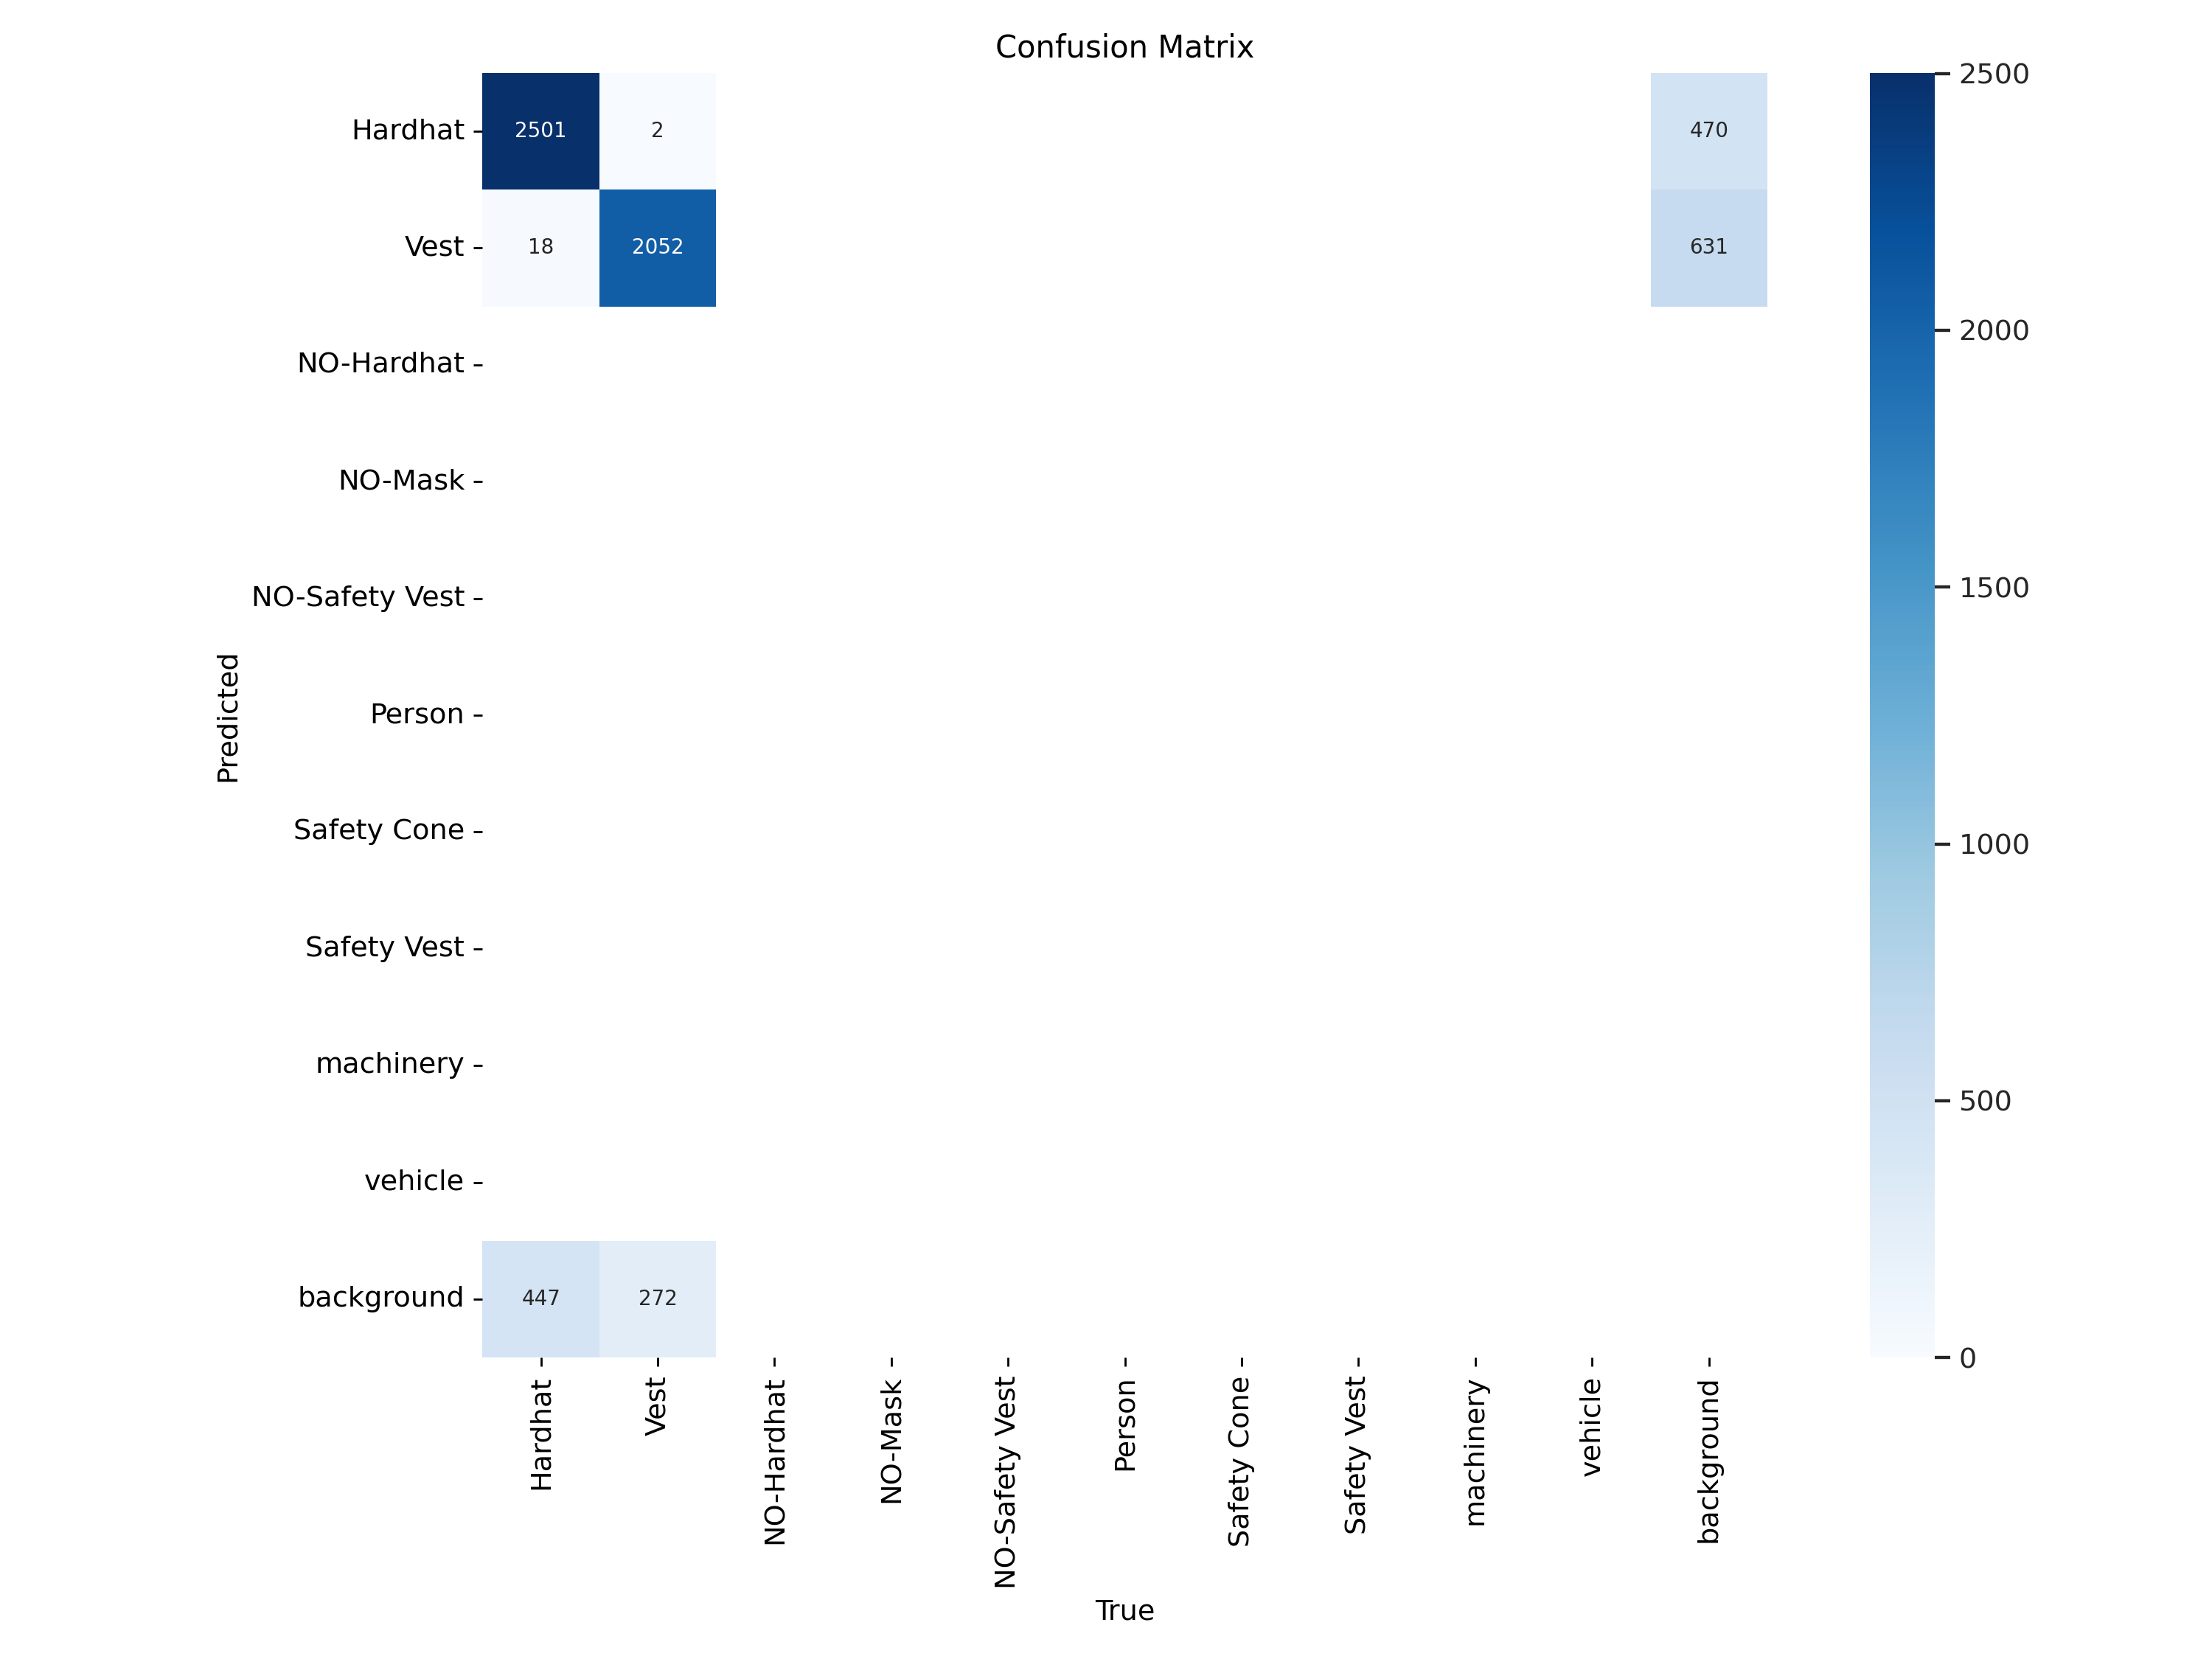 Confusion Matrix
Hardhat
2501
2
470
2500
Vest
18
2052
631
2000
NO-Hardhat
NO-Mask
NO-Safety Vest
1500
Predicted
Person
Safety Cone
1000
Safety Vest
machinery
500
vehicle
background
447
272
0
Hardhat
Vest
NO-Hardhat
NO-Mask
NO-Safety Vest
Person
Safety Cone
Safety Vest
machinery
vehicle
background
True